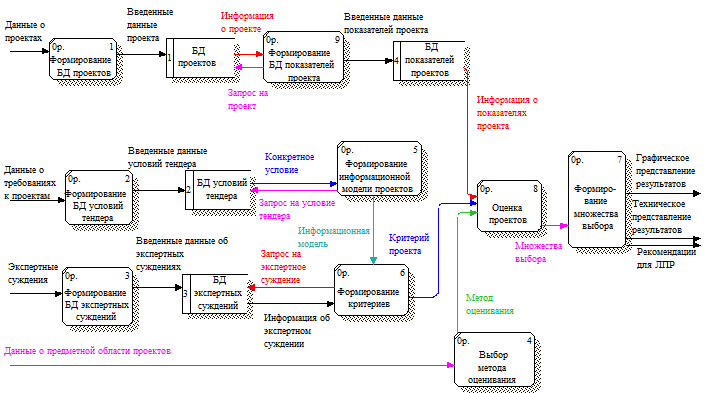 Данные о
проектах
0р. 1
Формирование
БД проектов
Введенные
данные
проекта
1
БД
проектов
Информация
о проекте
Запрос на
проект
0р. 9
Формирование
БД показателей
проекта
Введенные данные
показателей проекта
4
БД
показателей
проектов
Информация о
показателях
проекта
Данные о
требованиях
к проектам
0р. 2
Формирование
БД условий
тендера
Введенные данные
условий тендера
2
БД условий
тендера
Конкретное
условие
Запрос на условие
тендера
0р. 5
Формирование
информационной
модели проектов
Информационная
модель
Критерий
проекта
0р. 8
Оценка
проектов
Множества
выбора
0р. 7
Формиро-
вание
множества
выбора
Графическое
представление
результатов
Техническое
представление
результатов
Рекомендации
для ЛПР
Экспертные
суждения
0р. 3
Формирование
БД экспертных
суждений
Введенные данные об
экспертных
суждениях
3
БД
экспертных
суждений
Запрос на
экспертное
суждение
Информация об
экспертном
суждении
0р. 6
Формирование
критериев
Метод
оценивания
Данные о предметной области проектов
0р. 4
Выбор
метода
оценивания